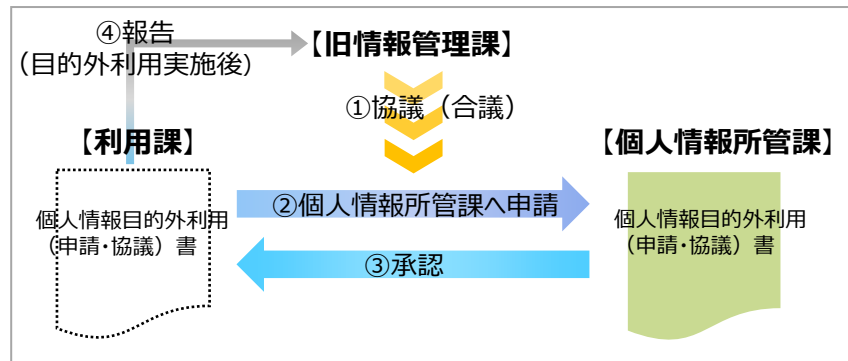 ④報告
（目的外利用実施後）
【旧情報管理課】
①協議（合議）
【利用課】
【個人情報所管課】
個人情報目的外利用
（申請・協議）書
②個人情報所管課へ申請
個人情報目的外利用
（申請・協議）書
③承認